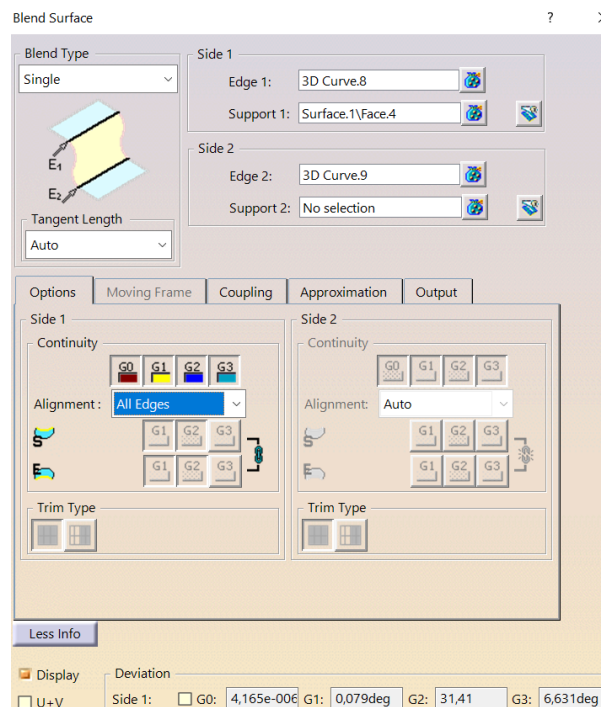 Blend Surface ?
Blend Type
Single
E1
E2
Tangent Length
Auto
Side 1
Edge 1: 3D Curve.8
Support 1: Surface.1\Face.4
Side 2
Edge 2: 3D Curve.9
Support 2: No selection
Options Moving Frame Coupling Approximation Output
Side 1
Continuity
G0 G1 G2 G3
Alignment : All Edges
S G1 G2 G3
E G1 G2 G3
Trim Type
Side 2
Continuity
G0 G1 G2 G3
Alignment: Auto
S G1 G2 G3
E G1 G2 G3
Trim Type
Less Info
Display
U+V
Deviation
Side 1: G0: 4,165e-006 G1: 0,079deg G2: 31,41 G3: 6,631deg